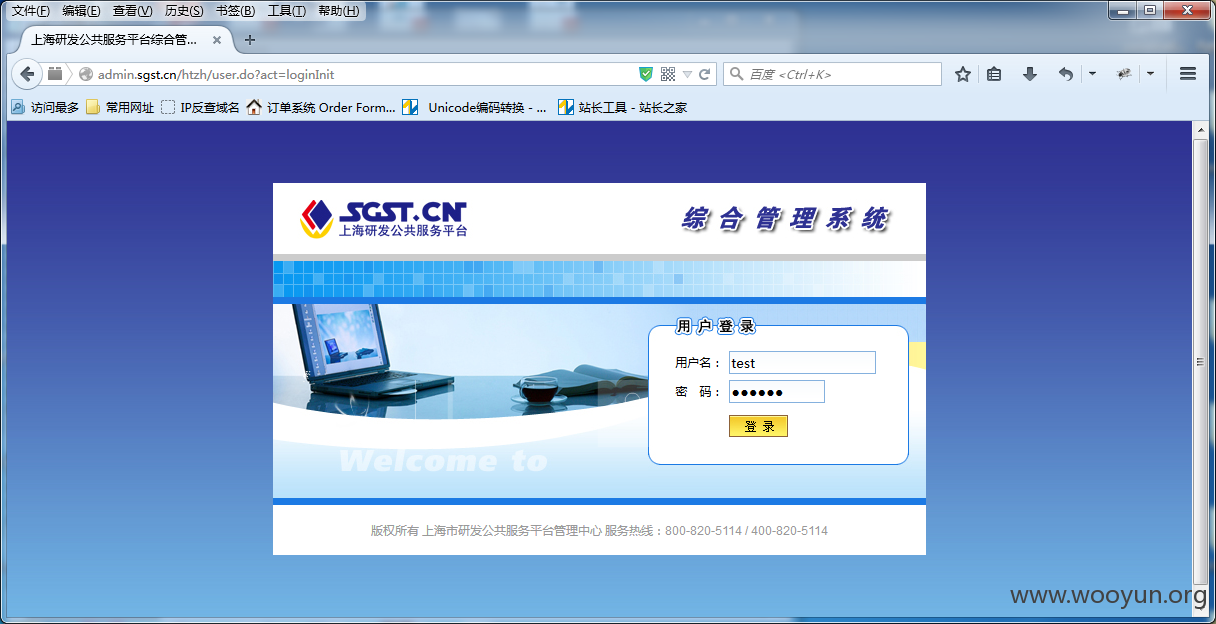 文件(F) 编辑(E) 查看(V) 历史(S) 书签(B) 工具(T) 帮助(H)
上海研发公共服务平台综合管...
admin.sgst.cn/htzh/user.do?act=loginInit
百度 <Ctrl+K>
访问最多 常用网址 IP反查域名 订单系统 Order Form... Unicode编码转换 - ... 站长工具 - 站长之家
SGST.CN
上海研发公共服务平台
综合管理系统
用户登录
用户名：test
密 码：●●●●●●
登 录
Welcome to
版权所有 上海市研发公共服务平台管理中心 服务热线：800-820-5114 / 400-820-5114
www.wooyun.org